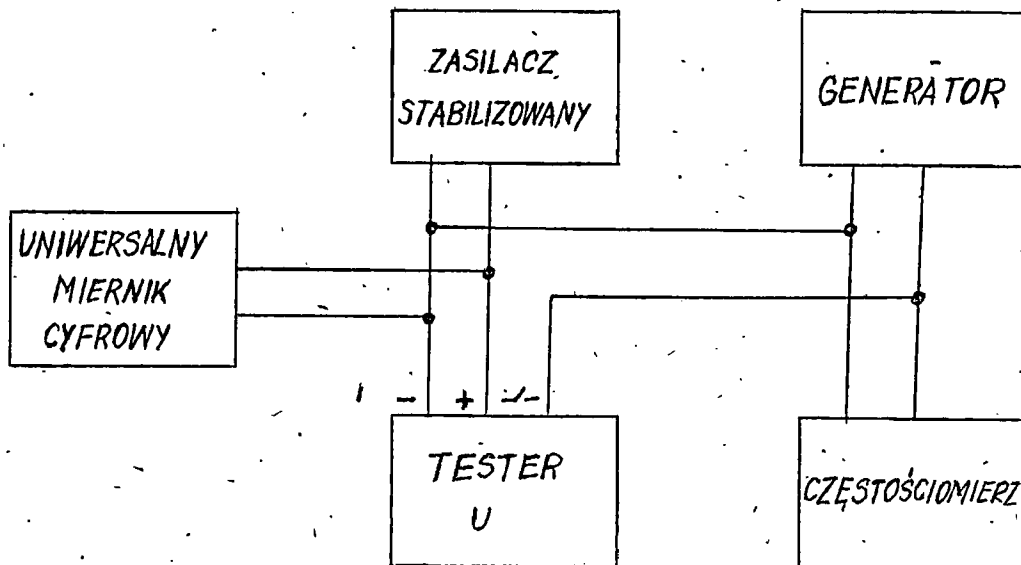 ZASILACZ
STABILIZOWANY
GENERATOR
UNIWERSALNY
MIERNIK
CYFROWY
- +
TESTER
U
CZĘSTOŚCIOMIERZ